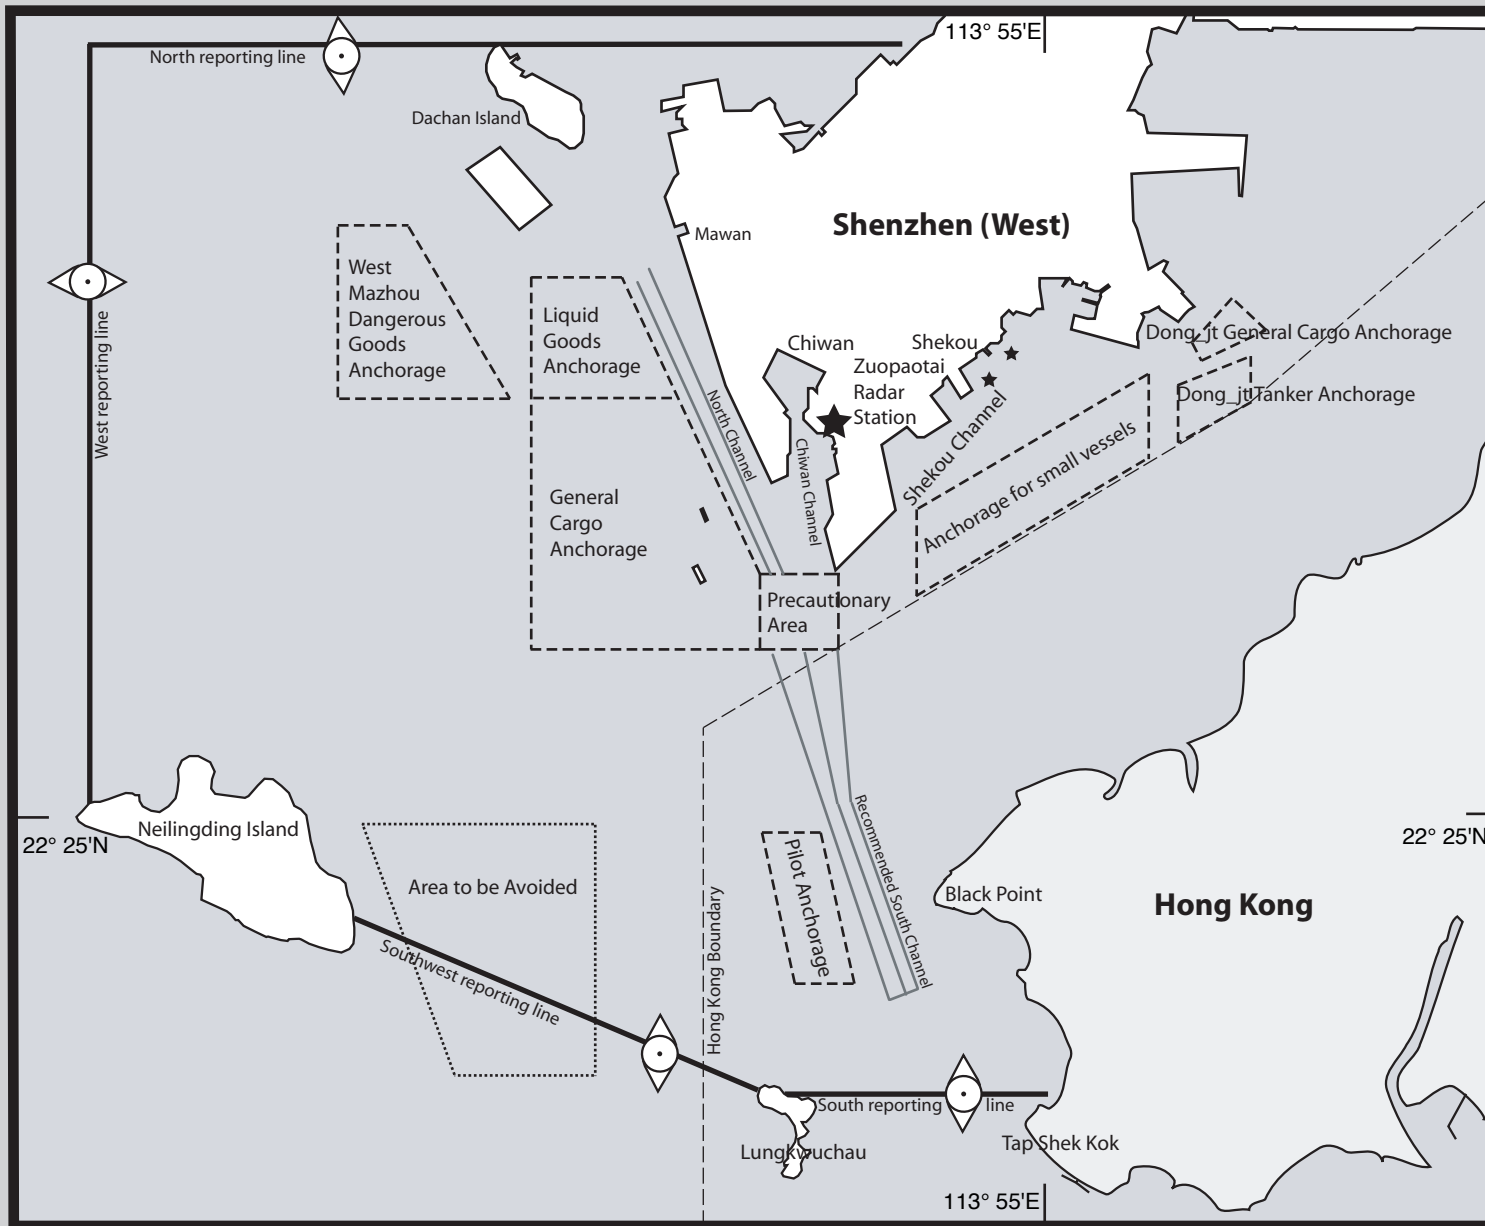 113° 55'E
North reporting line
Dachan Island
Shenzhen (West)
Mawan
West
Mazhou
Dangerous
Goods
Anchorage
Liquid
Goods
Anchorage
West reporting line
Chiwan
Shekou
Zuopaotai
Radar
Station
Dong_jt General Cargo Anchorage
Dong_jt Tanker Anchorage
North Channel
Chiwan Channel
Shekou Channel
Anchorage for small vessels
General
Cargo
Anchorage
Precautionary
Area
Neilingding Island
22° 25'N
22° 25'N
Area to be Avoided
Pilot Anchorage
Recommended South Channel
Black Point
Hong Kong
Hong Kong Boundary
Southwest reporting line
South reporting line
Lungkwuchau
Tap Shek Kok
113° 55'E